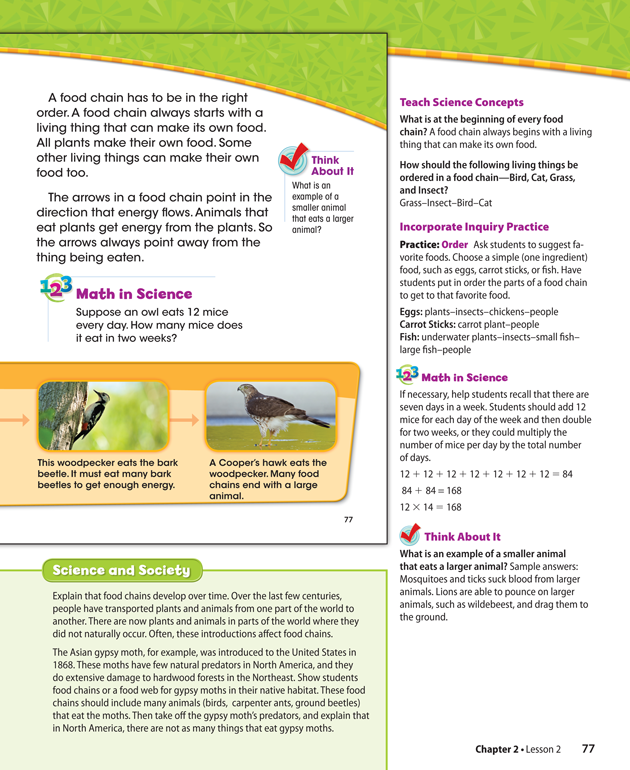 A food chain has to be in the right
order. A food chain always starts with a
living thing that can make its own food.
All plants make their own food. Some
other living things can make their own
food too.
The arrows in a food chain point in the
direction that energy flows. Animals that
eat plants get energy from the plants. So
the arrows always point away from the
thing being eaten.
Think
About It
What is an
example of a
smaller animal
that eats a larger
animal?
123
Math in Science
Suppose an owl eats 12 mice
every day. How many mice does
it eat in two weeks?
This woodpecker eats the bark
beetle. It must eat many bark
beetles to get enough energy.
A Cooper's hawk eats the
woodpecker. Many food
chains end with a large
animal.
77
Science and Society
Explain that food chains develop over time. Over the last few centuries,
people have transported plants and animals from one part of the world to
another. There are now plants and animals in parts of the world where they
did not naturally occur. Often, these introductions affect food chains.
The Asian gypsy moth, for example, was introduced to the United States in
1868. These moths have few natural predators in North America, and they
do extensive damage to hardwood forests in the Northeast. Show students
food chains or a food web for gypsy moths in their native habitat. These food
chains should include many animals (birds, carpenter ants, ground beetles)
that eat the moths. Then take off the gypsy moth's predators, and explain that
in North America, there are not as many things that eat gypsy moths.
Teach Science Concepts
What is at the beginning of every food
chain? A food chain always begins with a living
thing that can make its own food.
How should the following living things be
ordered in a food chain—Bird, Cat, Grass,
and Insect?
Grass–Insect–Bird–Cat
Incorporate Inquiry Practice
Practice: Order Ask students to suggest fa-
vorite foods. Choose a simple (one ingredient)
food, such as eggs, carrot sticks, or fish. Have
students put in order the parts of a food chain
to get to that favorite food.
Eggs: plants–insects–chickens–people
Carrot Sticks: carrot plant–people
Fish: underwater plants–insects–small fish–
large fish–people
123
Math in Science
If necessary, help students recall that there are
seven days in a week. Students should add 12
mice for each day of the week and then double
for two weeks, or they could multiply the
number of mice per day by the total number
of days.
12 + 12 + 12 + 12 + 12 + 12 + 12 = 84
84 + 84 = 168
12 × 14 = 168
Think About It
What is an example of a smaller animal
that eats a larger animal? Sample answers:
Mosquitoes and ticks suck blood from larger
animals. Lions are able to pounce on larger
animals, such as wildebeest, and drag them to
the ground.
Chapter 2 • Lesson 2 77